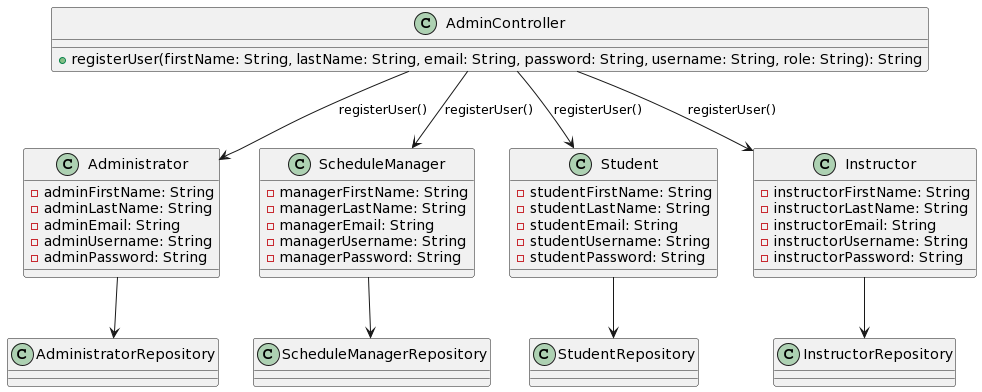 C AdminController
registerUser(firstName: String, lastName: String, email: String, password: String, username: String, role: String): String
registerUser()
registerUser()
registerUser()
registerUser()
C Administrator
adminFirstName: String
adminLastName: String
adminEmail: String
adminUsername: String
adminPassword: String
C ScheduleManager
managerFirstName: String
managerLastName: String
managerEmail: String
managerUsername: String
managerPassword: String
C Student
studentFirstName: String
studentLastName: String
studentEmail: String
studentUsername: String
studentPassword: String
C Instructor
instructorFirstName: String
instructorLastName: String
instructorEmail: String
instructorUsername: String
instructorPassword: String
C AdministratorRepository
C ScheduleManagerRepository
C StudentRepository
C InstructorRepository